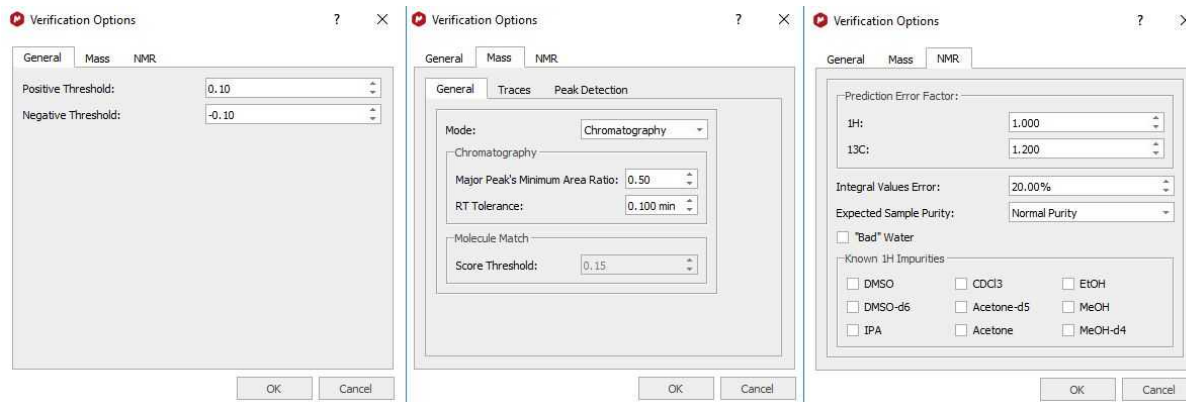 Verification Options ? X
General Mass NMR
Positive Threshold: 0.10
Negative Threshold: -0.10
OK Cancel
Verification Options ? X
General Mass NMR
General Traces Peak Detection
Mode: Chromatography
Chromatography
Major Peak's Minimum Area Ratio: 0.50
RT Tolerance: 0.100 min
Molecule Match
Score Threshold: 0.15
OK Cancel
Verification Options ? X
General Mass NMR
Prediction Error Factor:
1H: 1.000
13C: 1.200
Integral Values Error: 20.00%
Expected Sample Purity: Normal Purity
"Bad" Water
Known 1H Impurities
DMSO CDCl3 EtOH
DMSO-d6 Acetone-d5 MeOH
IPA Acetone MeOH-d4
OK Cancel